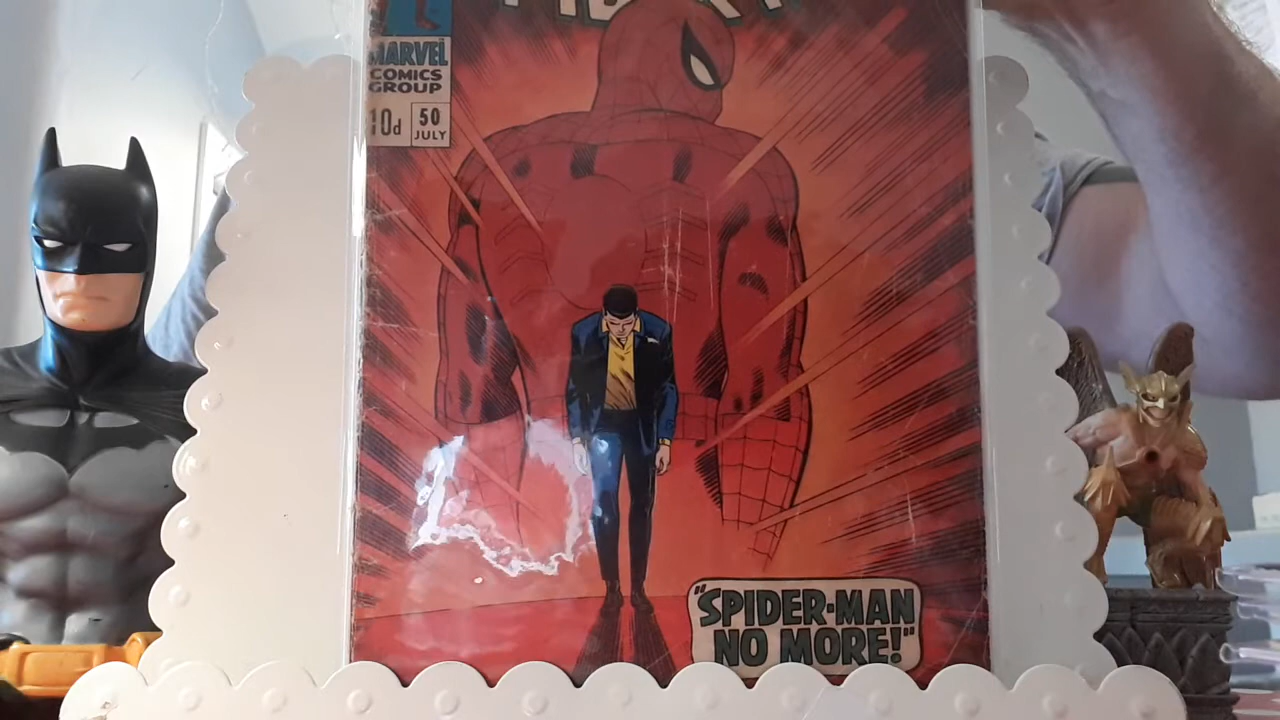 MARVEL
COMICS
GROUP
10d
50
JULY
"SPIDER-MAN
NO MORE!"